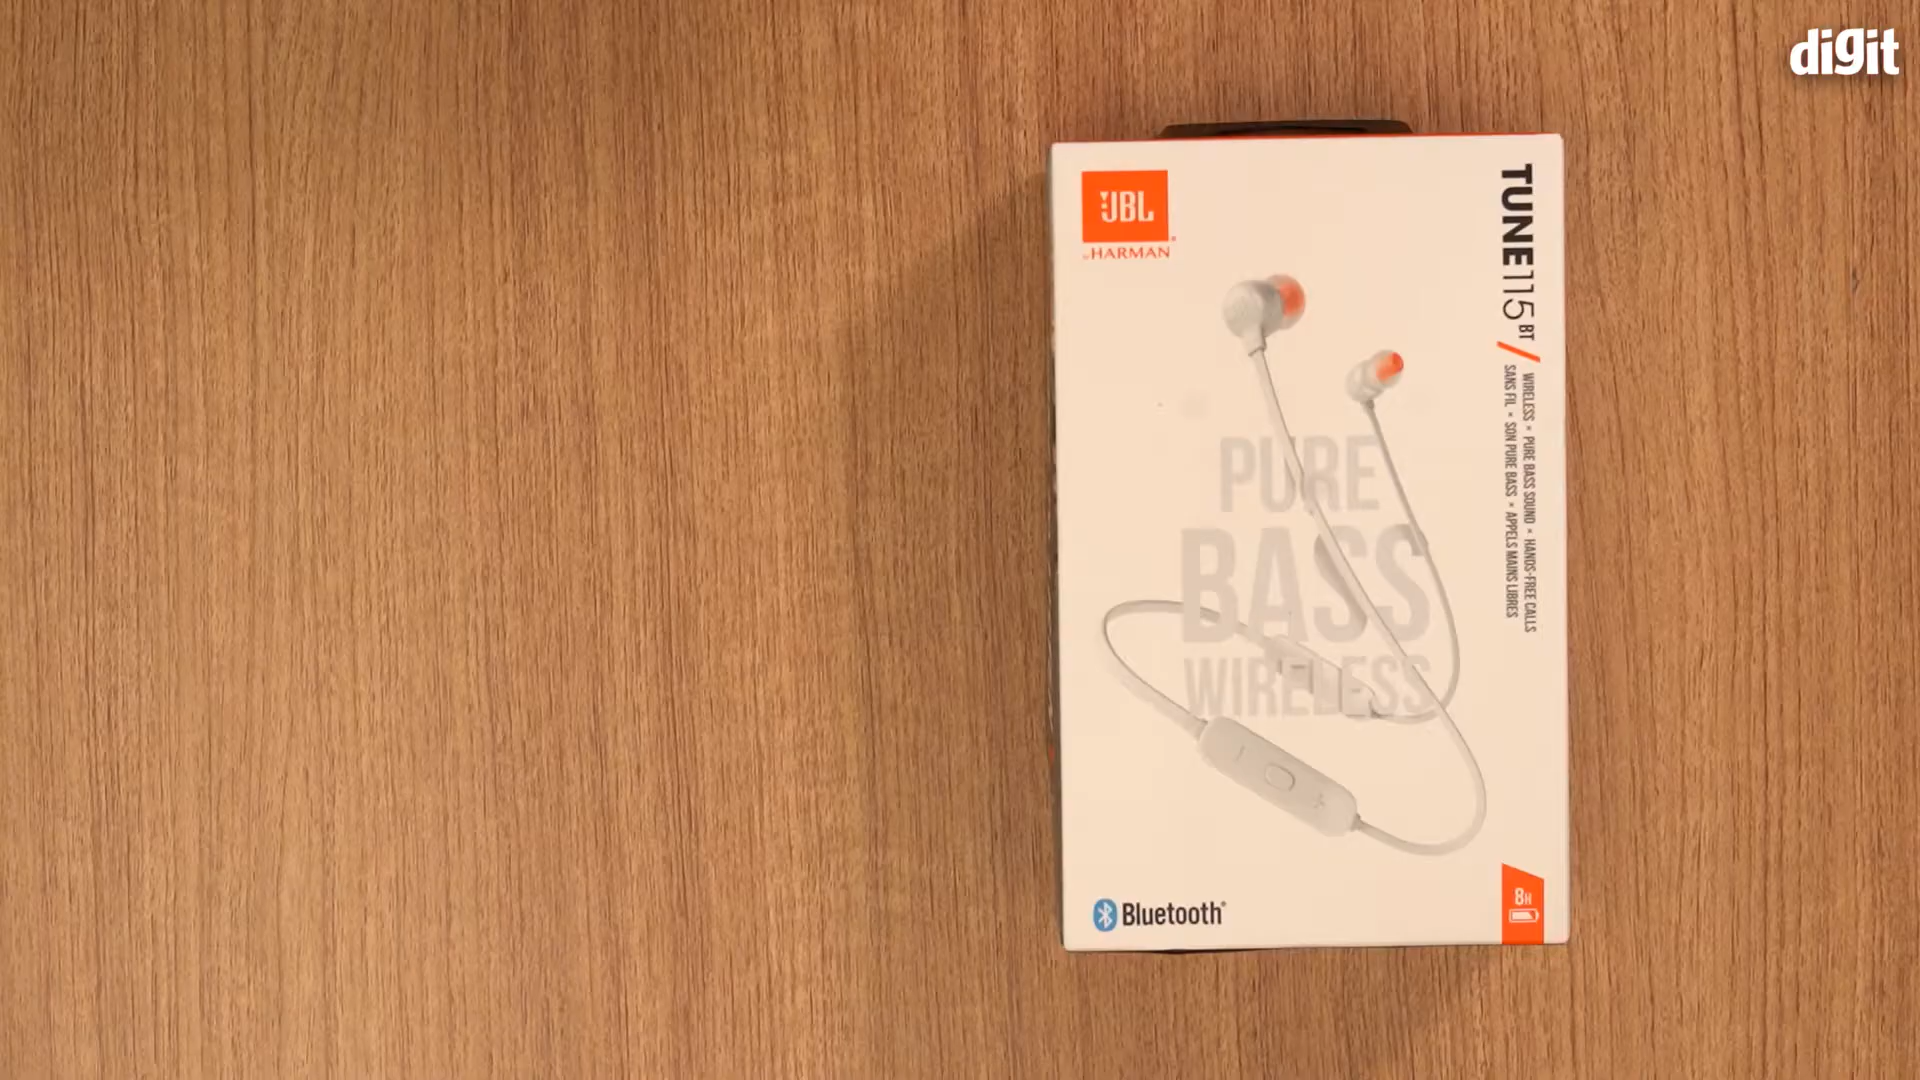 digit
JBL
by HARMAN
TUNE115BT
WIRELESS × PURE BASS SOUND × HANDS-FREE CALLS
SANS FIL × SON PURE BASS × APPELS MAINS LIBRES
PURE
BASS
WIRELESS
Bluetooth®
8H